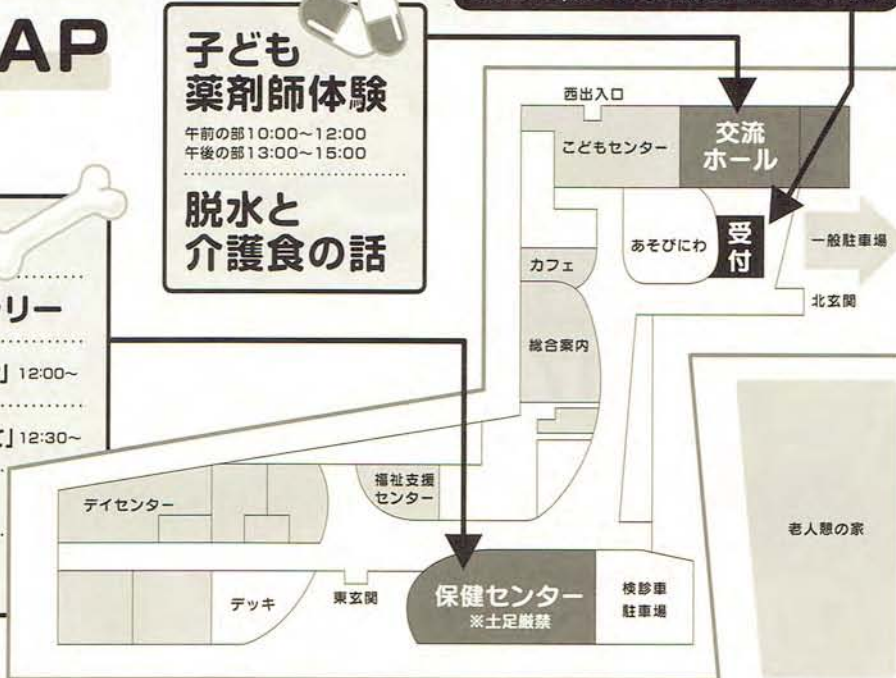 AP
子ども
薬剤師体験
午前の部10:00〜12:00
午後の部13:00〜15:00
脱水と
介護食の話
リー
」12:00〜
」12:30〜
西出入口
こどもセンター
交流
ホール
あそびにわ
受付
一般駐車場
カフェ
北玄関
総合案内
福祉支援
センター
デイセンター
老人憩の家
デッキ
東玄関
保健センター
※土足厳禁
検診車
駐車場